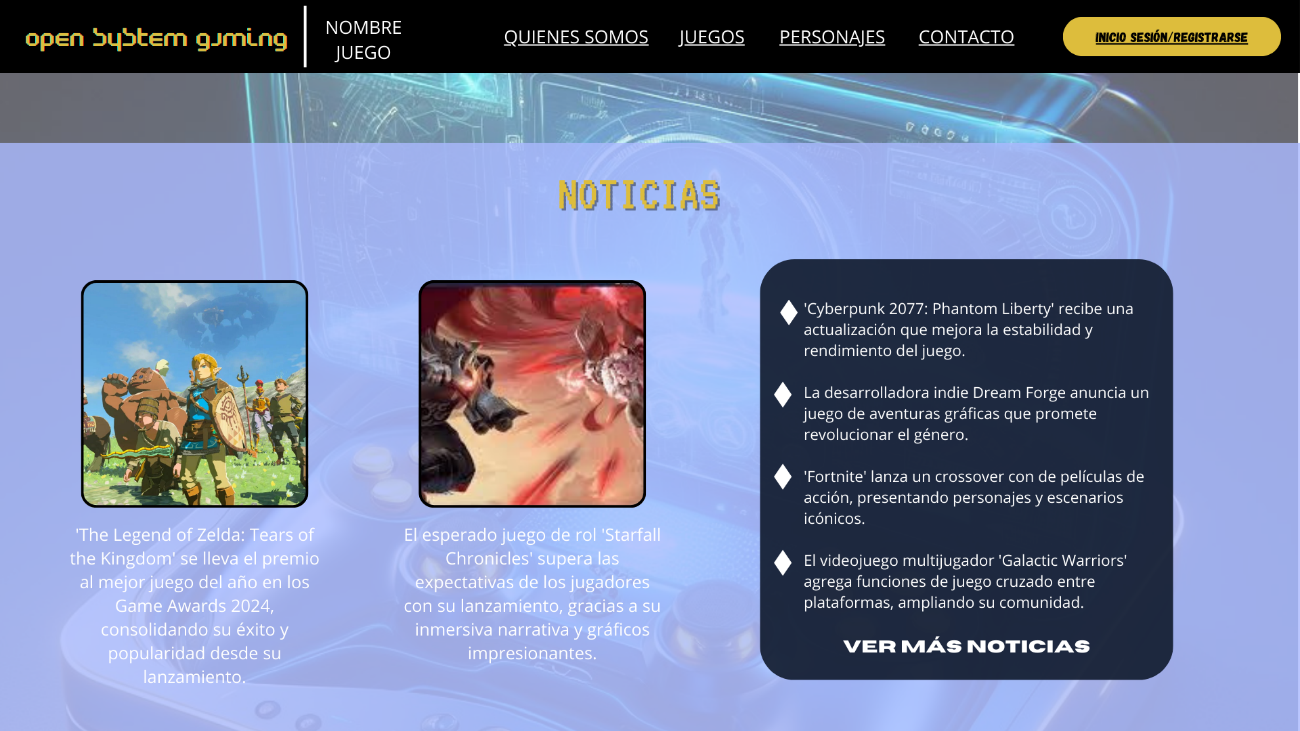 open System gaming
NOMBRE
JUEGO
QUIENES SOMOS
JUEGOS
PERSONAJES
CONTACTO
INICIO SESIÓN/REGISTRARSE
NOTICIAS
'The Legend of Zelda: Tears of
the Kingdom' se lleva el premio
al mejor juego del año en los
Game Awards 2024,
consolidando su éxito y
popularidad desde su
lanzamiento.
El esperado juego de rol 'Starfall
Chronicles' supera las
expectativas de los jugadores
con su lanzamiento, gracias a su
inmersiva narrativa y gráficos
impresionantes.
'Cyberpunk 2077: Phantom Liberty' recibe una
actualización que mejora la estabilidad y
rendimiento del juego.
La desarrolladora indie Dream Forge anuncia un
juego de aventuras gráficas que promete
revolucionar el género.
'Fortnite' lanza un crossover con de películas de
acción, presentando personajes y escenarios
icónicos.
El videojuego multijugador 'Galactic Warriors'
agrega funciones de juego cruzado entre
plataformas, ampliando su comunidad.
VER MÁS NOTICIAS